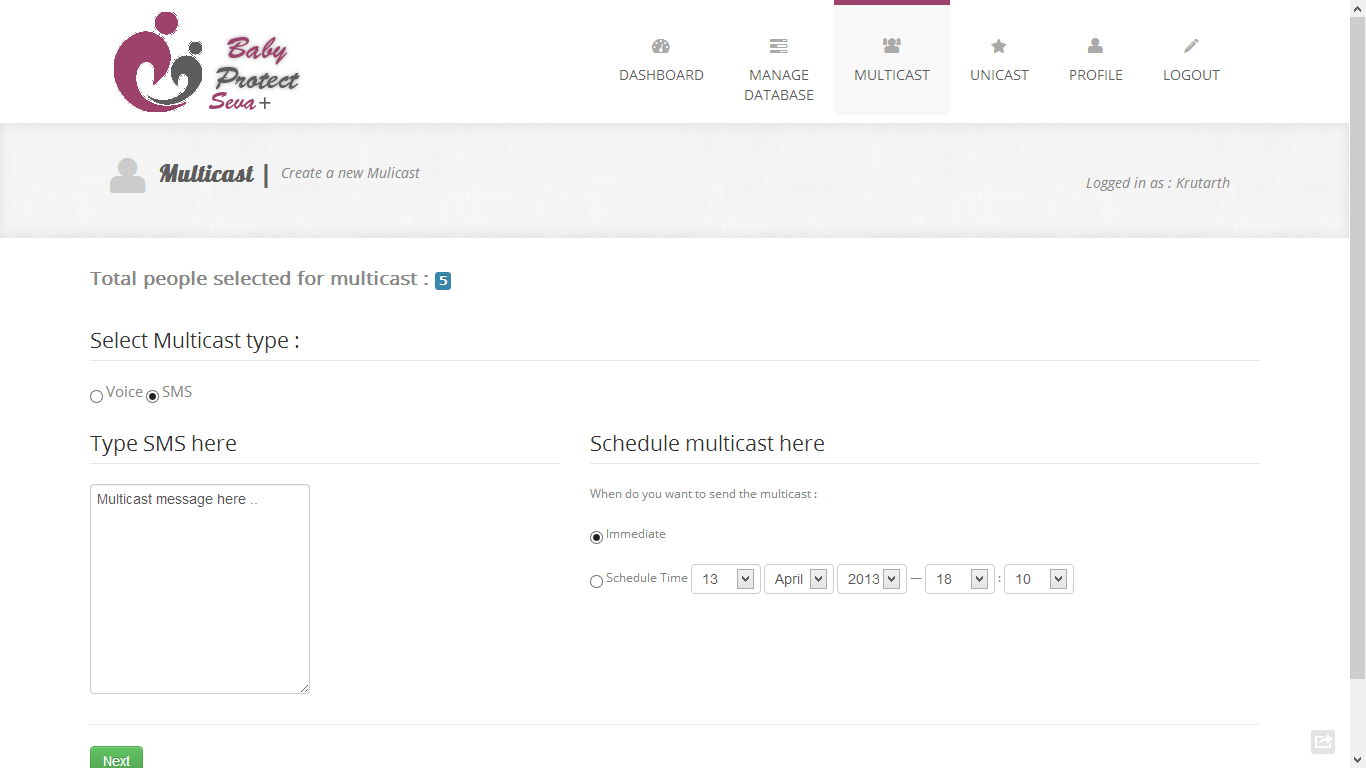 Baby
Protect
Seva+
DASHBOARD
MANAGE
DATABASE
MULTICAST
UNICAST
PROFILE
LOGOUT
Multicast | Create a new Mulicast
Logged in as : Krutarth
Total people selected for multicast : 5
Select Multicast type :
Voice SMS
Type SMS here
Multicast message here ..
Schedule multicast here
When do you want to send the multicast :
Immediate
Schedule Time 13 April 2013 — 18 : 10
Next